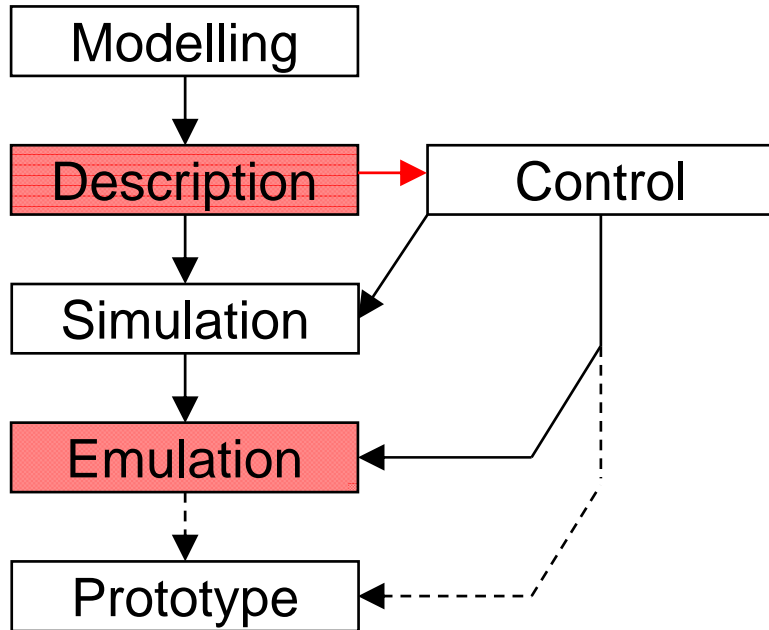 Modelling
Description
Control
Simulation
Emulation
Prototype